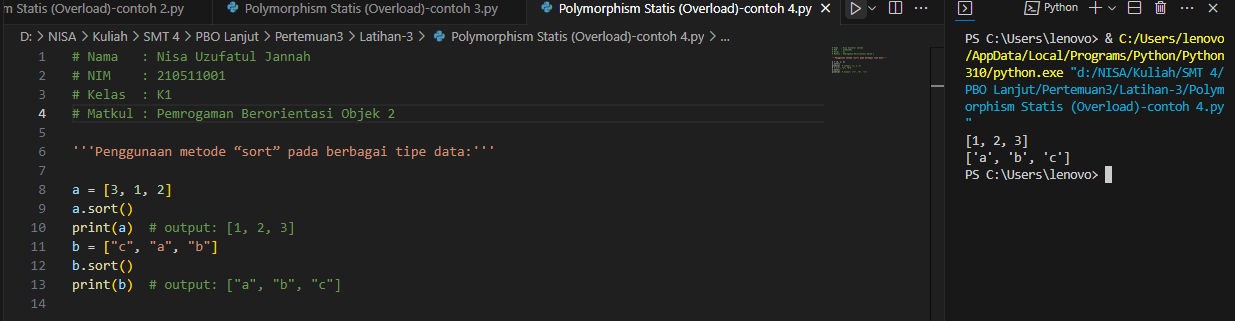 m Statis (Overload)-contoh 2.py
Polymorphism Statis (Overload)-contoh 3.py
Polymorphism Statis (Overload)-contoh 4.py
D: > NISA > Kuliah > SMT 4 > PBO Lanjut > Pertemuan3 > Latihan-3 > Polymorphism Statis (Overload)-contoh 4.py > ...
1 # Nama   : Nisa Uzufatul Jannah
2 # NIM    : 210511001
3 # Kelas  : K1
4 # Matkul : Pemrogaman Berorientasi Objek 2
5
6 '''Penggunaan metode “sort” pada berbagai tipe data:'''
7
8 a = [3, 1, 2]
9 a.sort()
10 print(a)  # output: [1, 2, 3]
11 b = ["c", "a", "b"]
12 b.sort()
13 print(b)  # output: ["a", "b", "c"]
14
Python
PS C:\Users\lenovo> & C:/Users/lenovo
/AppData/Local/Programs/Python/Python
310/python.exe "d:/NISA/Kuliah/SMT 4/
PBO Lanjut/Pertemuan3/Latihan-3/Polym
orphism Statis (Overload)-contoh 4.py
"
[1, 2, 3]
['a', 'b', 'c']
PS C:\Users\lenovo>